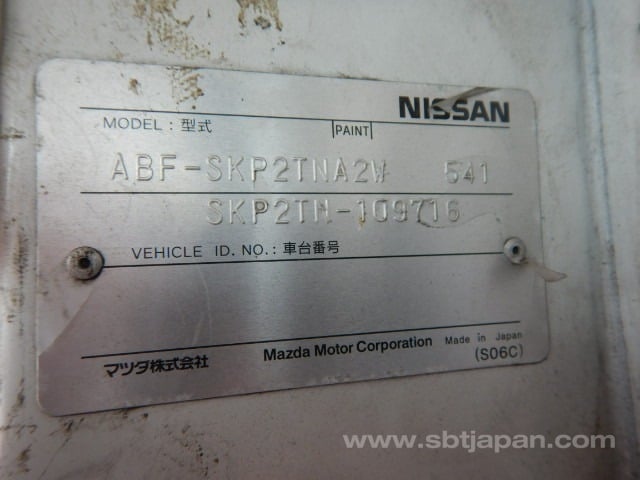 NISSAN
MODEL : 型式 PAINT
ABF-SKP2TNA2W 541
SKP2TN-109716
VEHICLE ID. NO. : 車台番号
マツダ株式会社 Mazda Motor Corporation Made in Japan
(S06C)
www.sbtjapan.com